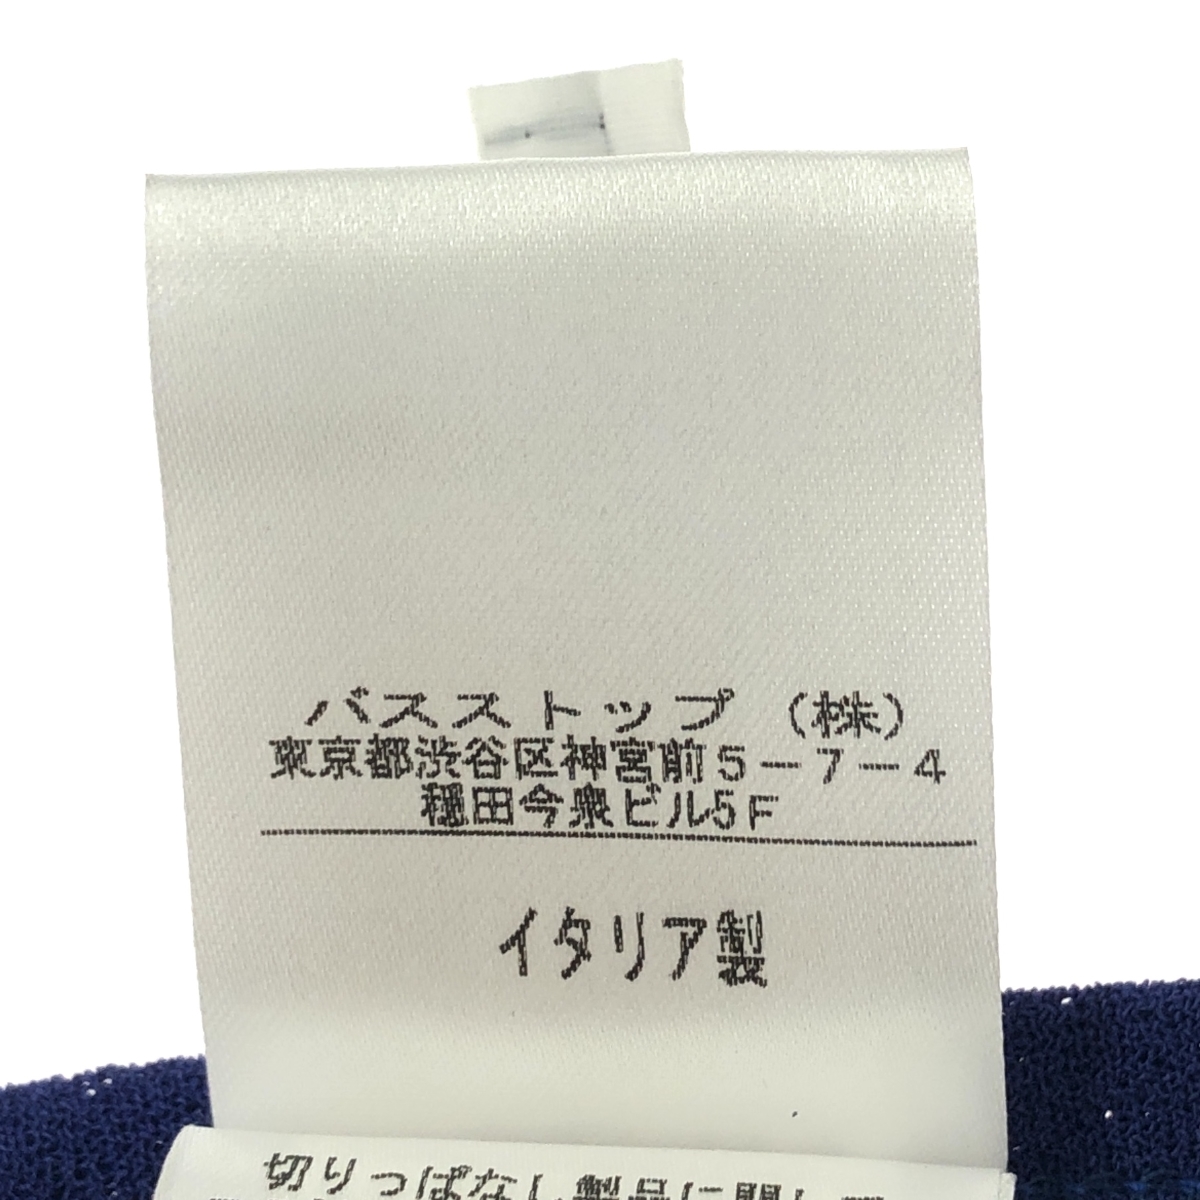 バスストップ（株）
東京都渋谷区神宮前5－7－4
穏田今泉ビル5F
イタリア製
切りっぱなし製品に関して